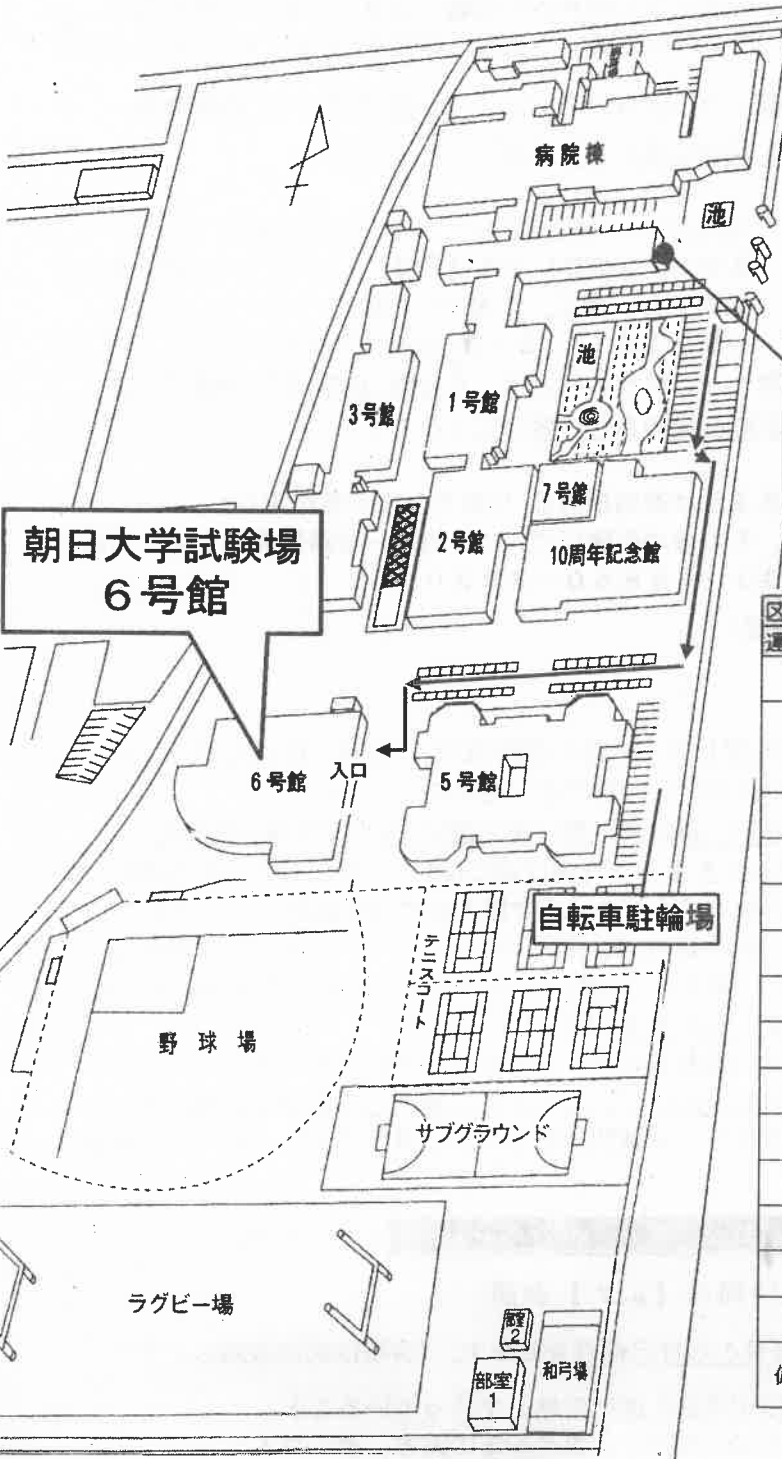 病院棟
池
池
3号館
1号館
7号館
2号館
10周年記念館
朝日大学試験場
6号館
6号館
入口
5号館
自転車駐輪場
テニスコート
野球場
サブグラウンド
ラグビー場
部室
1
和弓場
区